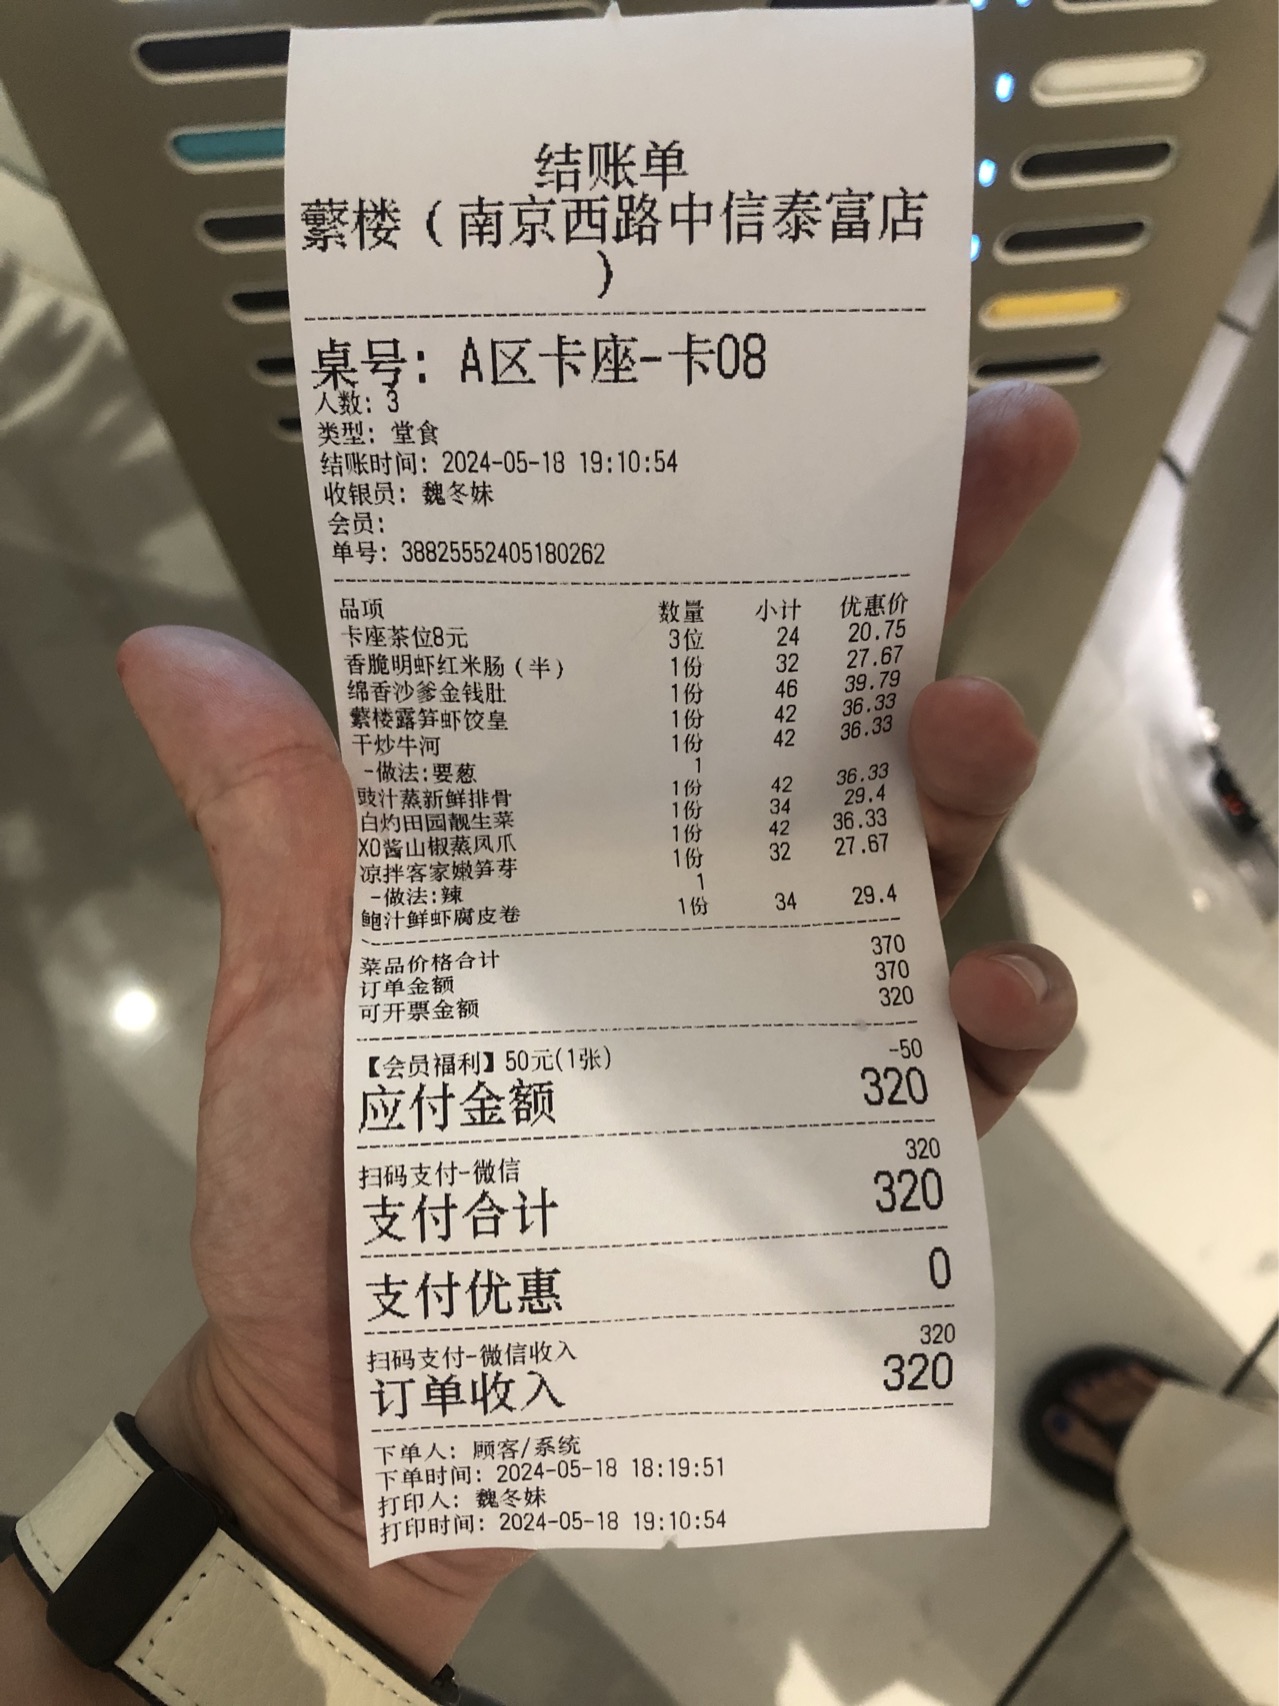 结账单
蘩楼（南京西路中信泰富店
）
桌号: A区卡座-卡08
人数: 3
类型: 堂食
结账时间: 2024-05-18 19:10:54
收银员: 魏冬妹
会员:
单号: 38825552405180262
品项 数量 小计 优惠价
卡座茶位8元 3位 24 20.75
香脆明虾红米肠（半） 1份 32 27.67
绵香沙爹金钱肚 1份 46 39.79
蘩楼露笋虾饺皇 1份 42 36.33
干炒牛河 1份 42 36.33
-做法:要葱 1
豉汁蒸新鲜排骨 1份 42 36.33
白灼田园靓生菜 1份 34 29.4
XO酱山椒蒸凤爪 1份 42 36.33
凉拌客家嫩笋芽 1份 32 27.67
-做法:辣 1
鲍汁鲜虾腐皮卷 1份 34 29.4
菜品价格合计 370
订单金额 370
可开票金额 320
【会员福利】50元(1张) -50
应付金额 320
扫码支付-微信 320
支付合计 320
支付优惠 0
扫码支付-微信收入 320
订单收入 320
下单人: 顾客/系统
下单时间: 2024-05-18 18:19:51
打印人: 魏冬妹
打印时间: 2024-05-18 19:10:54